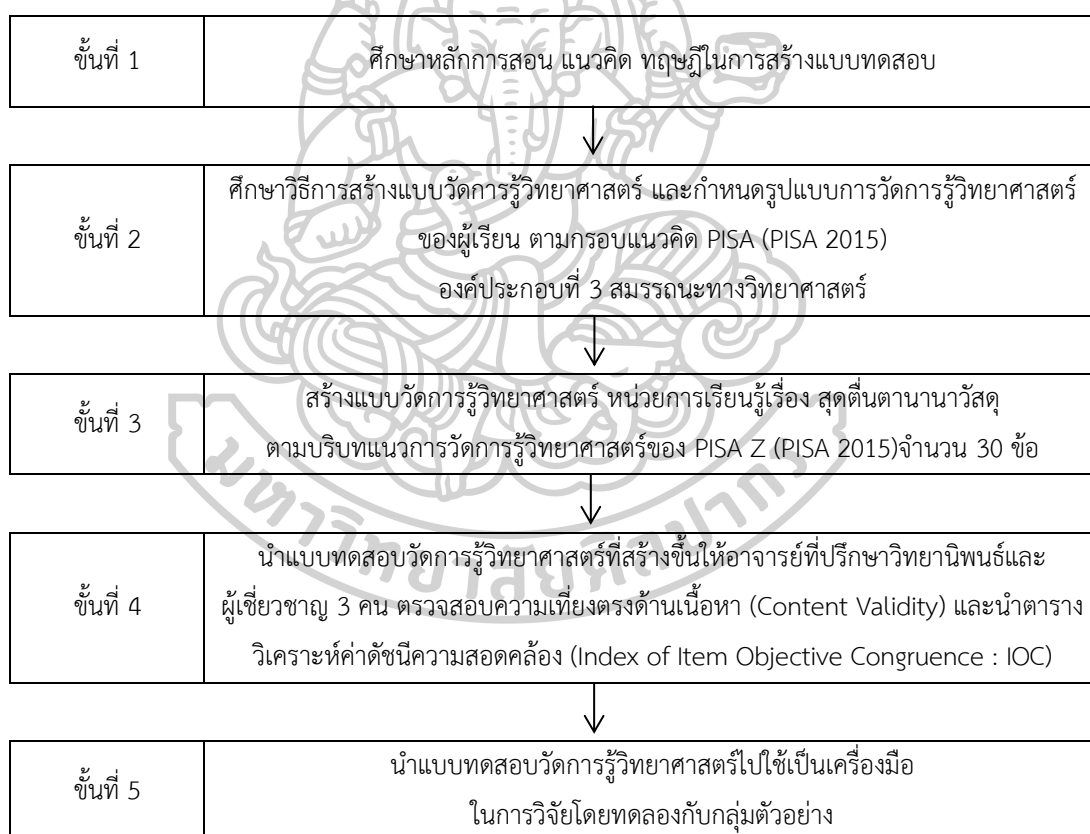 ขั้นที่ 1
ศึกษาหลักการสอน แนวคิด ทฤษฎีในการสร้างแบบทดสอบ
ขั้นที่ 2
ศึกษาวิธีการสร้างแบบวัดการรู้วิทยาศาสตร์ และกำหนดรูปแบบการวัดการรู้วิทยาศาสตร์
ของผู้เรียน ตามกรอบแนวคิด PISA (PISA 2015)
องค์ประกอบที่ 3 สมรรถนะทางวิทยาศาสตร์
ขั้นที่ 3
สร้างแบบวัดการรู้วิทยาศาสตร์ หน่วยการเรียนรู้เรื่อง สุดตื่นตานานาวัสดุ
ตามบริบทแนวการวัดการรู้วิทยาศาสตร์ของ PISA Z (PISA 2015)จำนวน 30 ข้อ
ขั้นที่ 4
นำแบบทดสอบวัดการรู้วิทยาศาสตร์ที่สร้างขึ้นให้อาจารย์ที่ปรึกษาวิทยานิพนธ์และ
ผู้เชี่ยวชาญ 3 คน ตรวจสอบความเที่ยงตรงด้านเนื้อหา (Content Validity) และนำตาราง
วิเคราะห์ค่าดัชนีความสอดคล้อง (Index of Item Objective Congruence : IOC)
ขั้นที่ 5
นำแบบทดสอบวัดการรู้วิทยาศาสตร์ไปใช้เป็นเครื่องมือ
ในการวิจัยโดยทดลองกับกลุ่มตัวอย่าง
มหาวิทยาลัยศิลปากร